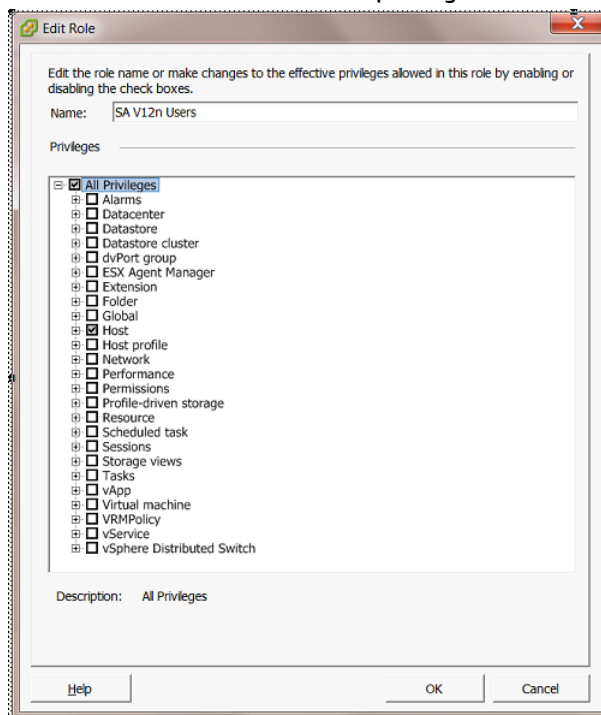 Edit Role
Edit the role name or make changes to the effective privileges allowed in this role by enabling or
disabling the check boxes.
Name: SA V12n Users
Privileges
All Privileges
Alarms
Datacenter
Datastore
Datastore cluster
dvPort group
ESX Agent Manager
Extension
Folder
Global
Host
Host profile
Network
Performance
Permissions
Profile-driven storage
Resource
Scheduled task
Sessions
Storage views
Tasks
vApp
Virtual machine
VRMPolicy
vService
vSphere Distributed Switch
Description: All Privileges
Help OK Cancel